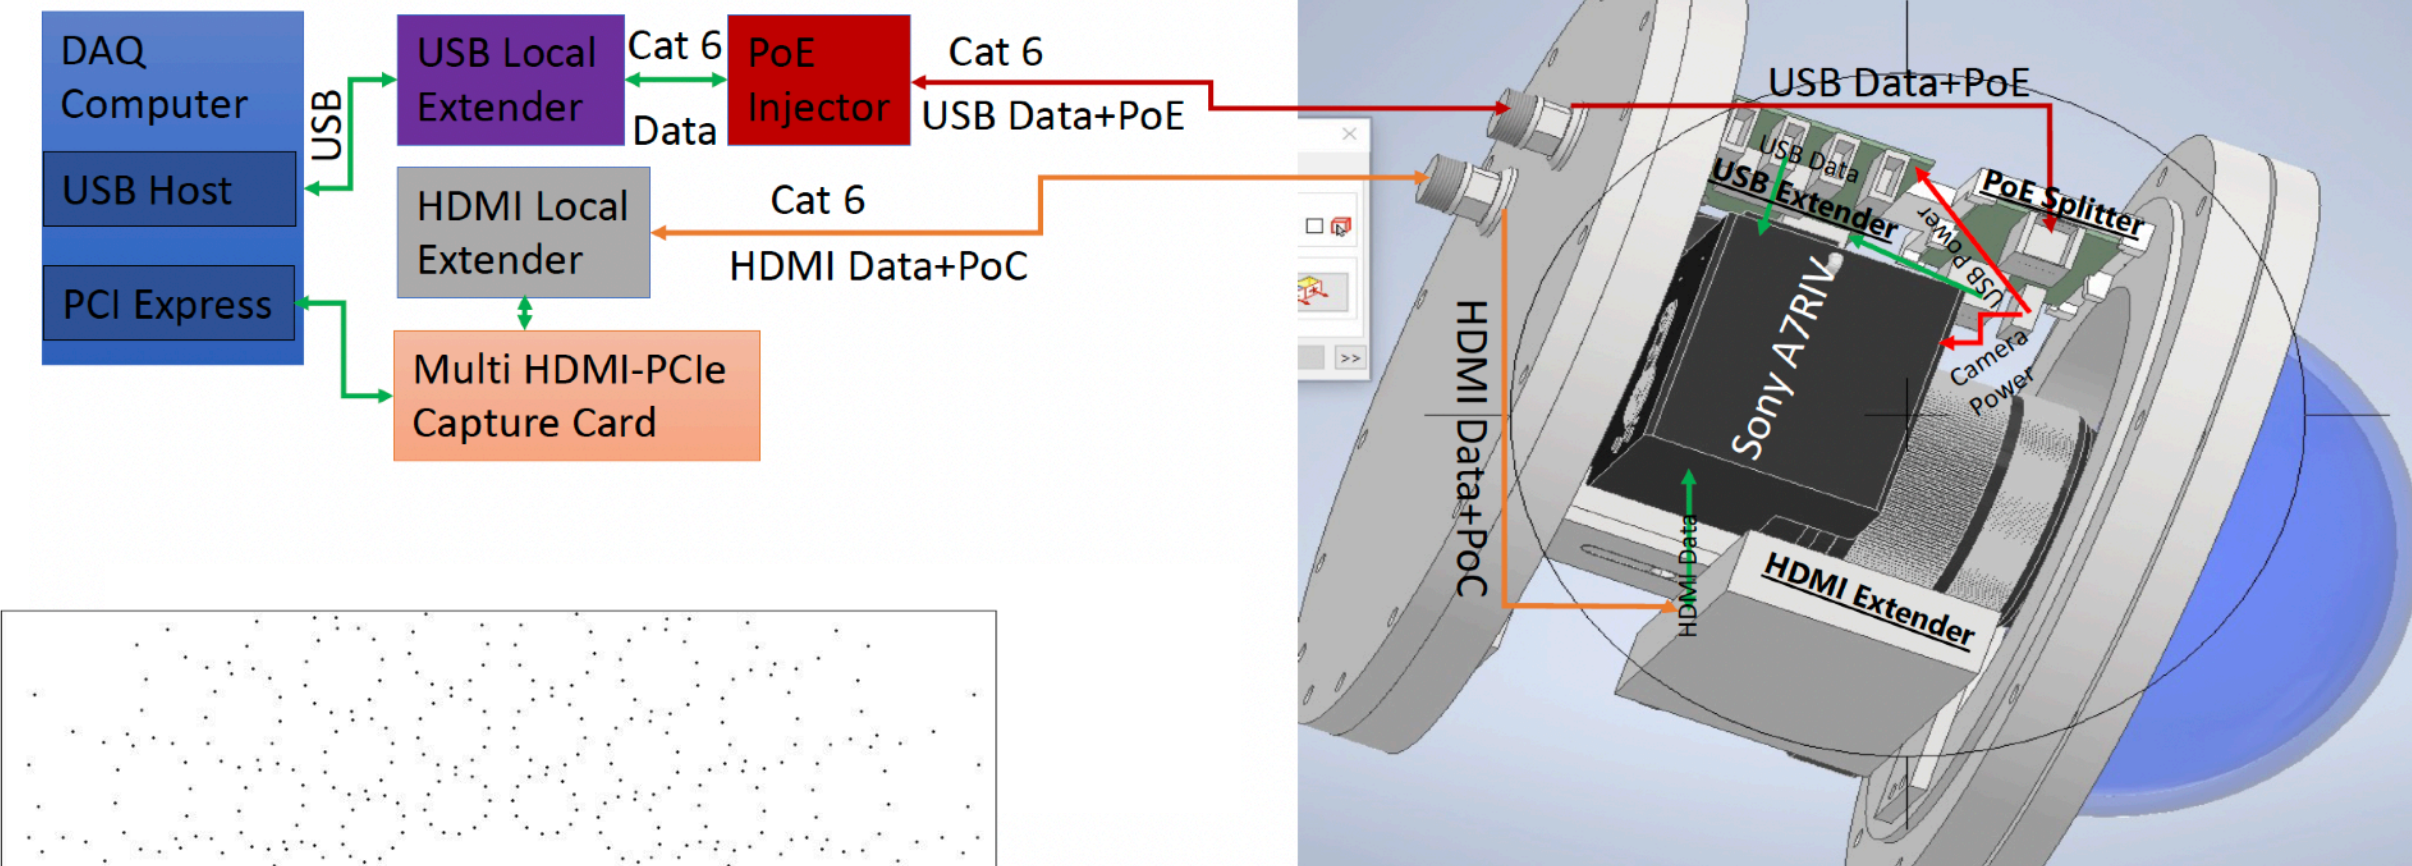 DAQ
Computer
USB Host
PCI Express
USB
USB Local
Extender
Cat 6
Data
PoE
Injector
Cat 6
USB Data+PoE
HDMI Local
Extender
Cat 6
HDMI Data+PoC
Multi HDMI-PCIe
Capture Card
USB Data+PoE
USB Data
USB Extender
PoE Splitter
USB Power
Camera
Power
Sony A7RIV
HDMI Data+PoC
HDMI Data
HDMI Extender
>>